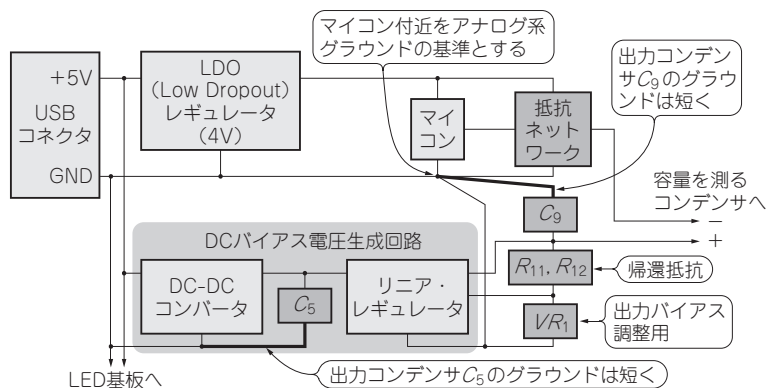 マイコン付近をアナログ系
グラウンドの基準とする
出力コンデン
サC9のグラウ
ンドは短く
+5V
USB
コネクタ
GND
LDO
(Low Dropout)
レギュレータ
(4V)
マイ
コン
抵抗
ネット
ワーク
容量を測る
コンデンサへ
−
+
C9
DCバイアス電圧生成回路
DC-DC
コンバータ
C5
リニア・
レギュレータ
R11, R12
帰還抵抗
VR1
出力バイアス
調整用
LED基板へ
出力コンデンサC5のグラウンドは短く